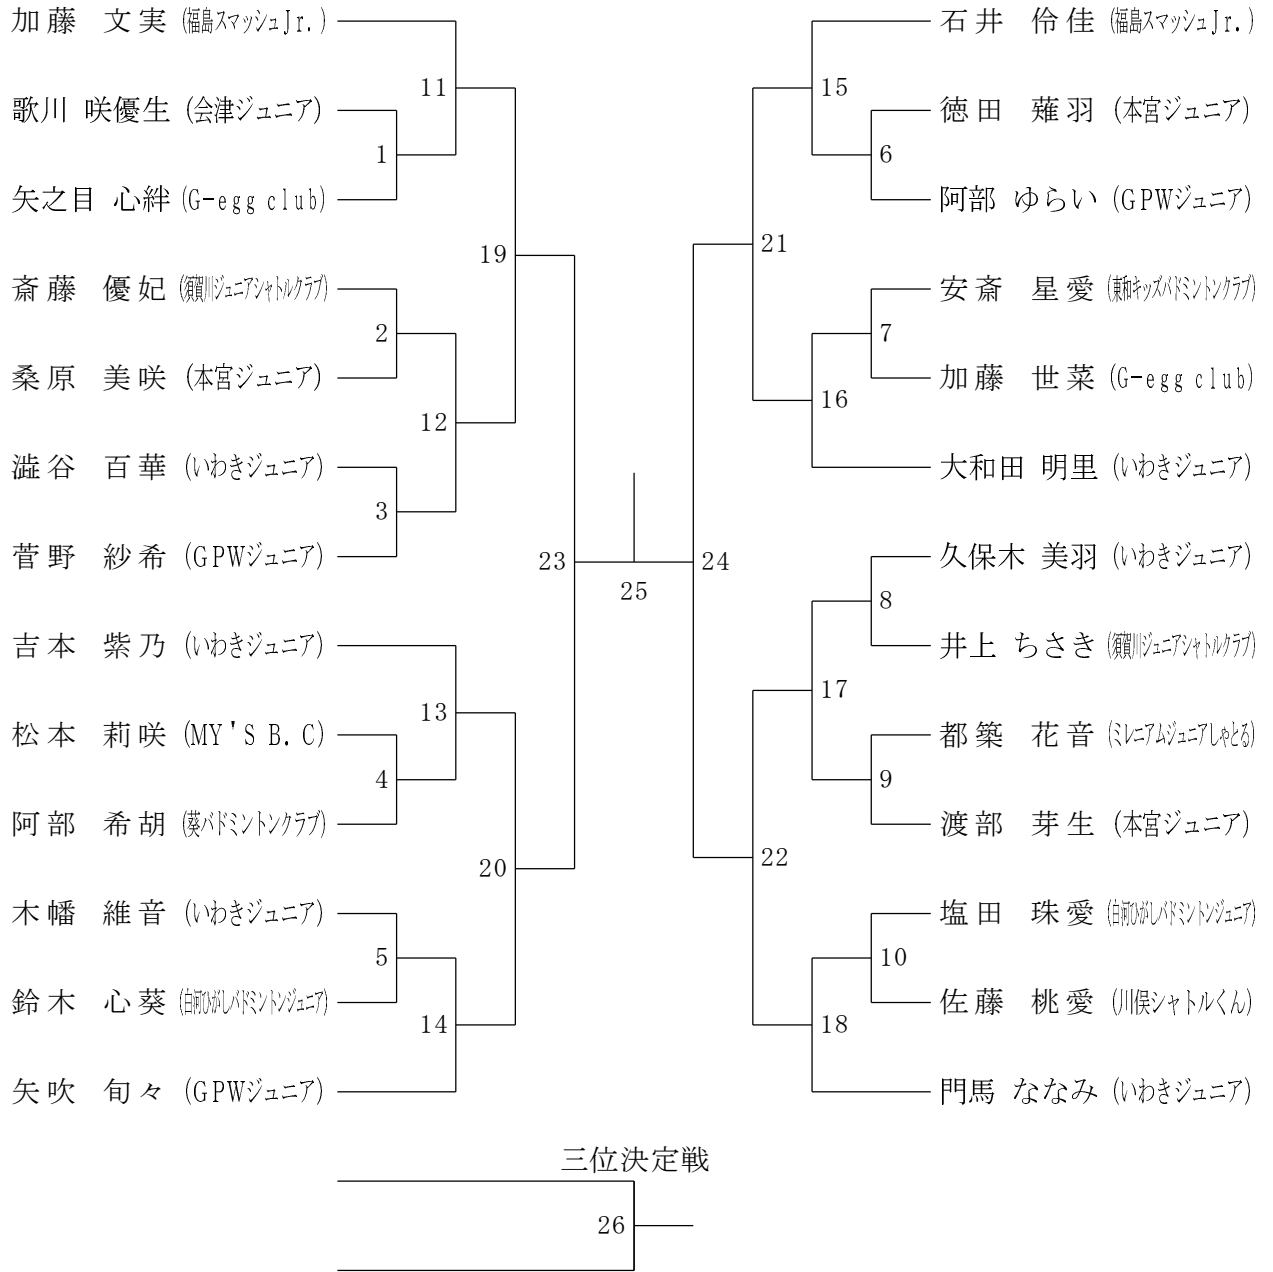 加藤 文実 (福島スマッシュJr.)
11
歌川 咲優生 (会津ジュニア)
1
矢之目 心絆 (G-egg club)
19
斎藤 優妃 (須賀川ジュニアシャトルクラブ)
2
桑原 美咲 (本宮ジュニア)
12
澁谷 百華 (いわきジュニア)
3
菅野 紗希 (GPWジュニア)
23
吉本 紫乃 (いわきジュニア)
13
松本 莉咲 (MY'S B.C)
4
阿部 希胡 (葵バドミントンクラブ)
20
木幡 維音 (いわきジュニア)
5
鈴木 心葵 (白河ひがしバドミントンジュニア)
14
矢吹 旬々 (GPWジュニア)
25
石井 伶佳 (福島スマッシュJr.)
15
徳田 薙羽 (本宮ジュニア)
6
阿部 ゆらい (GPWジュニア)
21
安斎 星愛 (東和キッズバドミントンクラブ)
7
加藤 世菜 (G-egg club)
16
大和田 明里 (いわきジュニア)
24
久保木 美羽 (いわきジュニア)
8
井上 ちさき (須賀川ジュニアシャトルクラブ)
17
都築 花音 (ミレニアムジュニアしゃとる)
9
渡部 芽生 (本宮ジュニア)
22
塩田 珠愛 (白河ひがしバドミントンジュニア)
10
佐藤 桃愛 (川俣シャトルくん)
18
門馬 ななみ (いわきジュニア)
三位決定戦
26